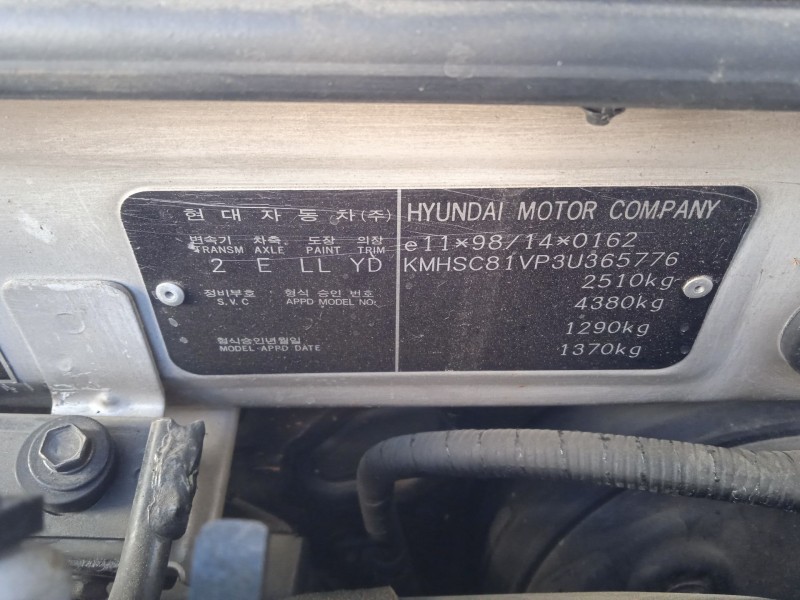 현대자동차(주)
변속기 차축 도장 의장
TRANSM AXLE PAINT TRIM
2 E LL YD
정비부호 형식 승인 번호
S.V.C APPD MODEL NO.
형식승인년월일
MODEL APPD DATE
HYUNDAI MOTOR COMPANY
e11*98/14*0162
KMHSC81VP3U365776
2510kg
4380kg
1290kg
1370kg